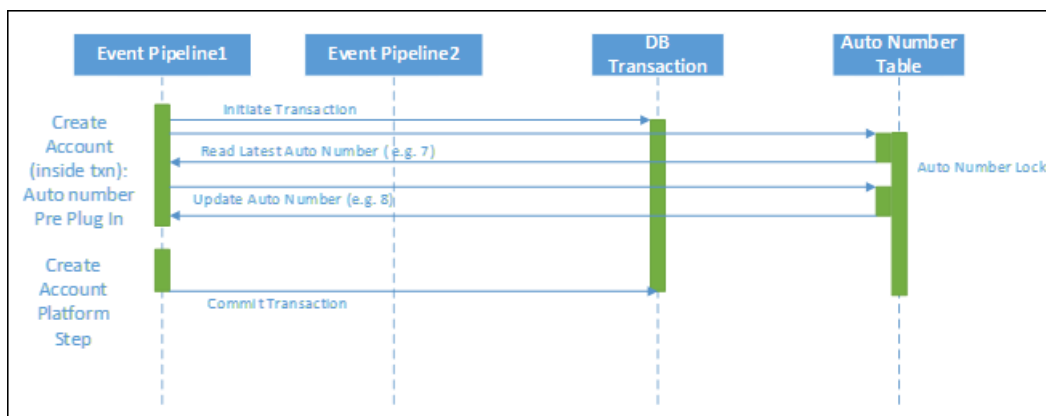 Event Pipeline1
Event Pipeline2
DB
Transaction
Auto Number
Table
Initiate Transaction
Create
Account
(inside txn):
Auto number
Pre Plug In
Read Latest Auto Number ( e.g. 7)
Auto Number Lock
Update Auto Number (e.g. 8)
Create
Account
Platform
Step
Commit Transaction